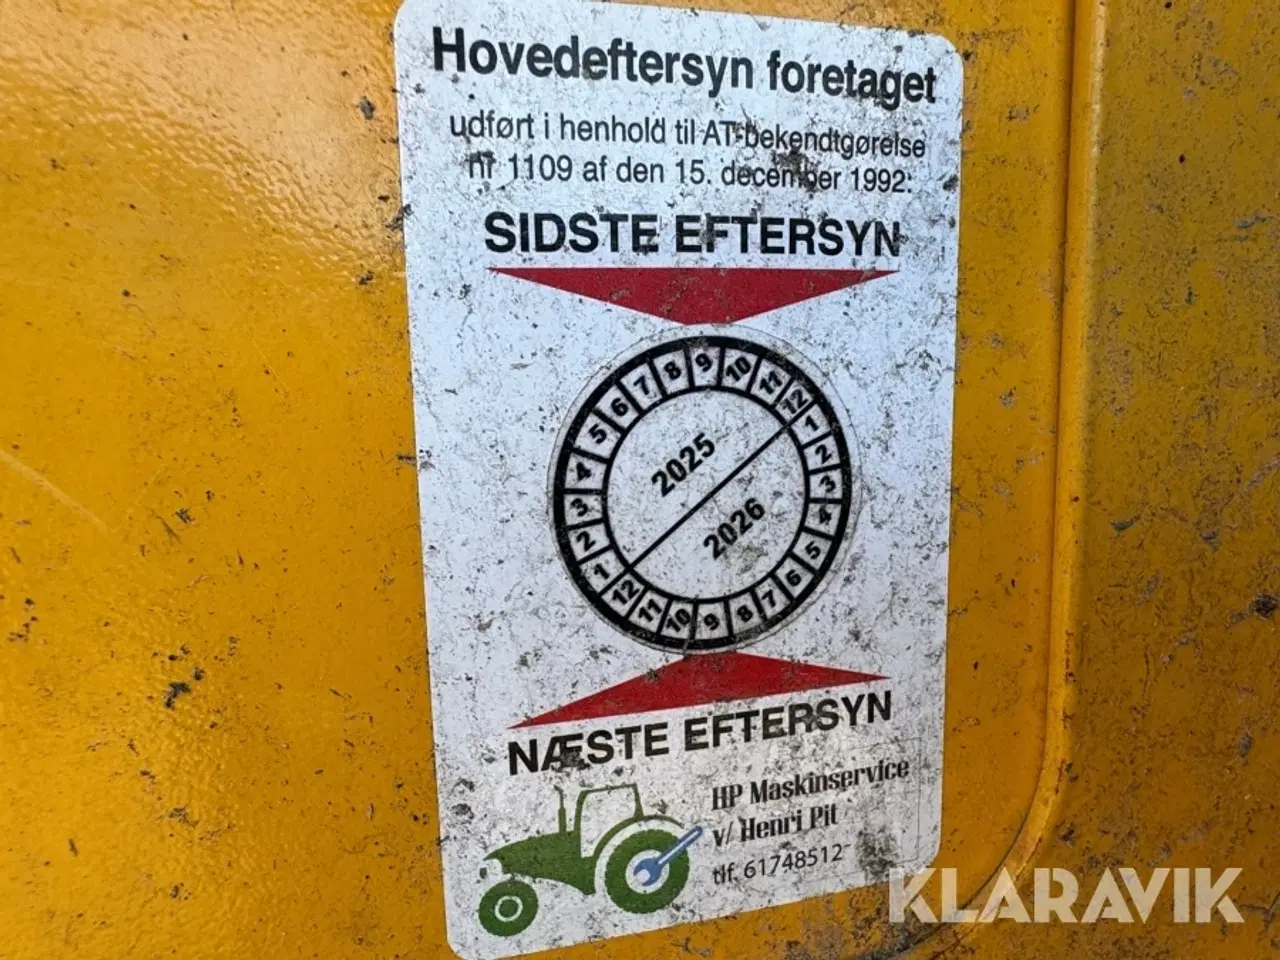 Hovedeftersyn foretaget
udført i henhold til AT-bekendtgørelse
nr 1109 af den 15. december 1992:
SIDSTE EFTERSYN
1 2 3 4 5 6 7 8 9 10 11 12
2025
2026
1 2 3 4 5 6 7 8 9 10 11 12
NÆSTE EFTERSYN
HP Maskinservice
v/ Henri Pit
tlf. 61748512
KLARAVIK